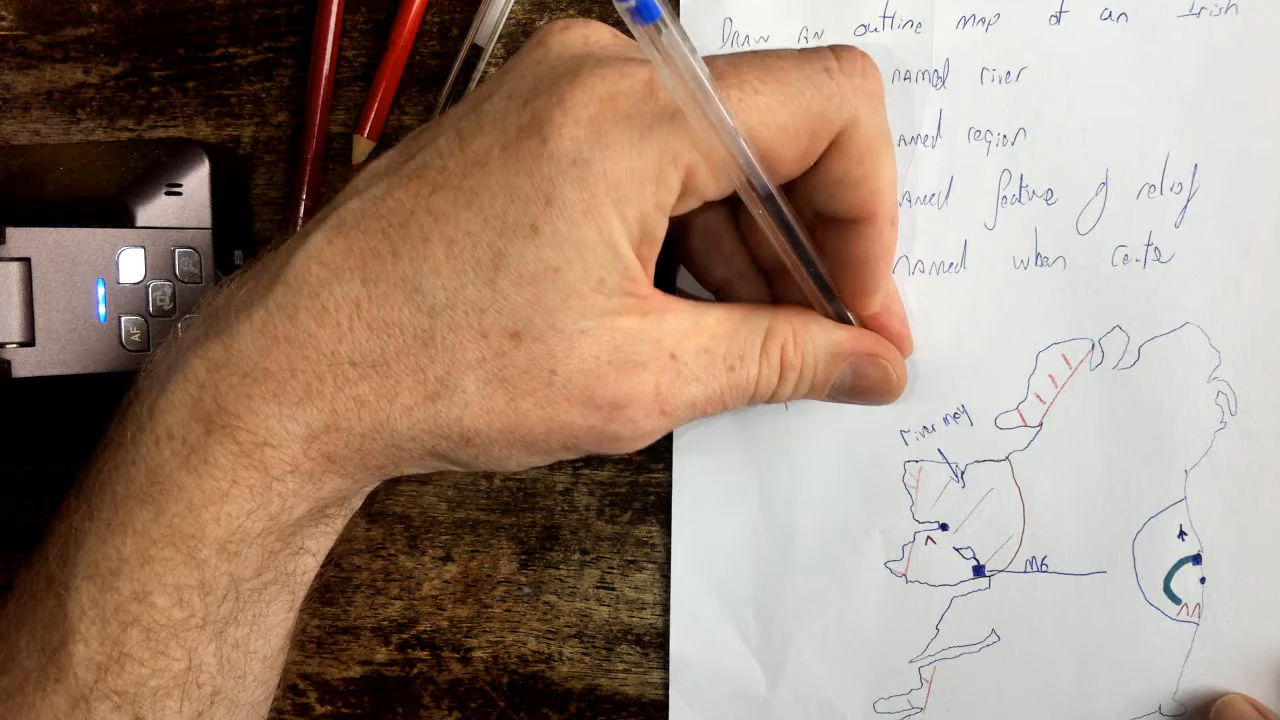 DRAW AN outline MAP of an Irish
named river
named region
named feature of relief
named urban centre
river moy
M6
AF